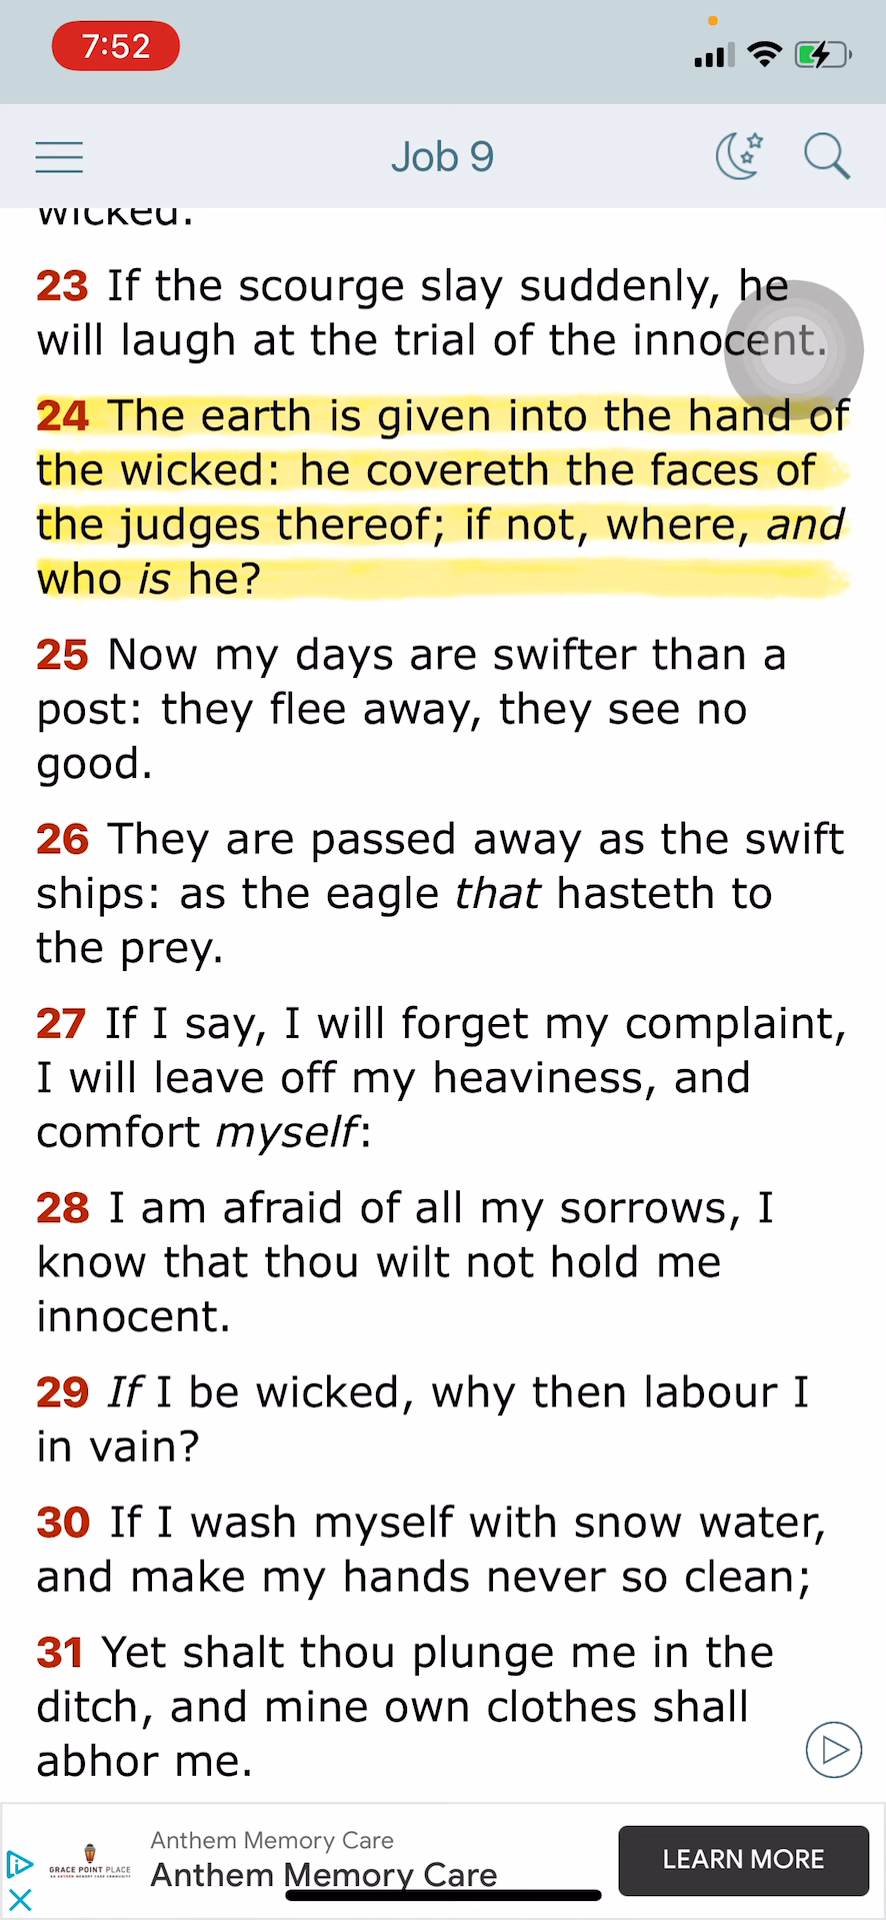 7:52
Job 9
wicked.
23 If the scourge slay suddenly, he
will laugh at the trial of the innocent.
24 The earth is given into the hand of
the wicked: he covereth the faces of
the judges thereof; if not, where, and
who is he?
25 Now my days are swifter than a
post: they flee away, they see no
good.
26 They are passed away as the swift
ships: as the eagle that hasteth to
the prey.
27 If I say, I will forget my complaint,
I will leave off my heaviness, and
comfort myself:
28 I am afraid of all my sorrows, I
know that thou wilt not hold me
innocent.
29 If I be wicked, why then labour I
in vain?
30 If I wash myself with snow water,
and make my hands never so clean;
31 Yet shalt thou plunge me in the
ditch, and mine own clothes shall
abhor me.
Anthem Memory Care
GRACE POINT PLACE
AN ANTHEM MEMORY CARE COMMUNITY
Anthem Memory Care
LEARN MORE